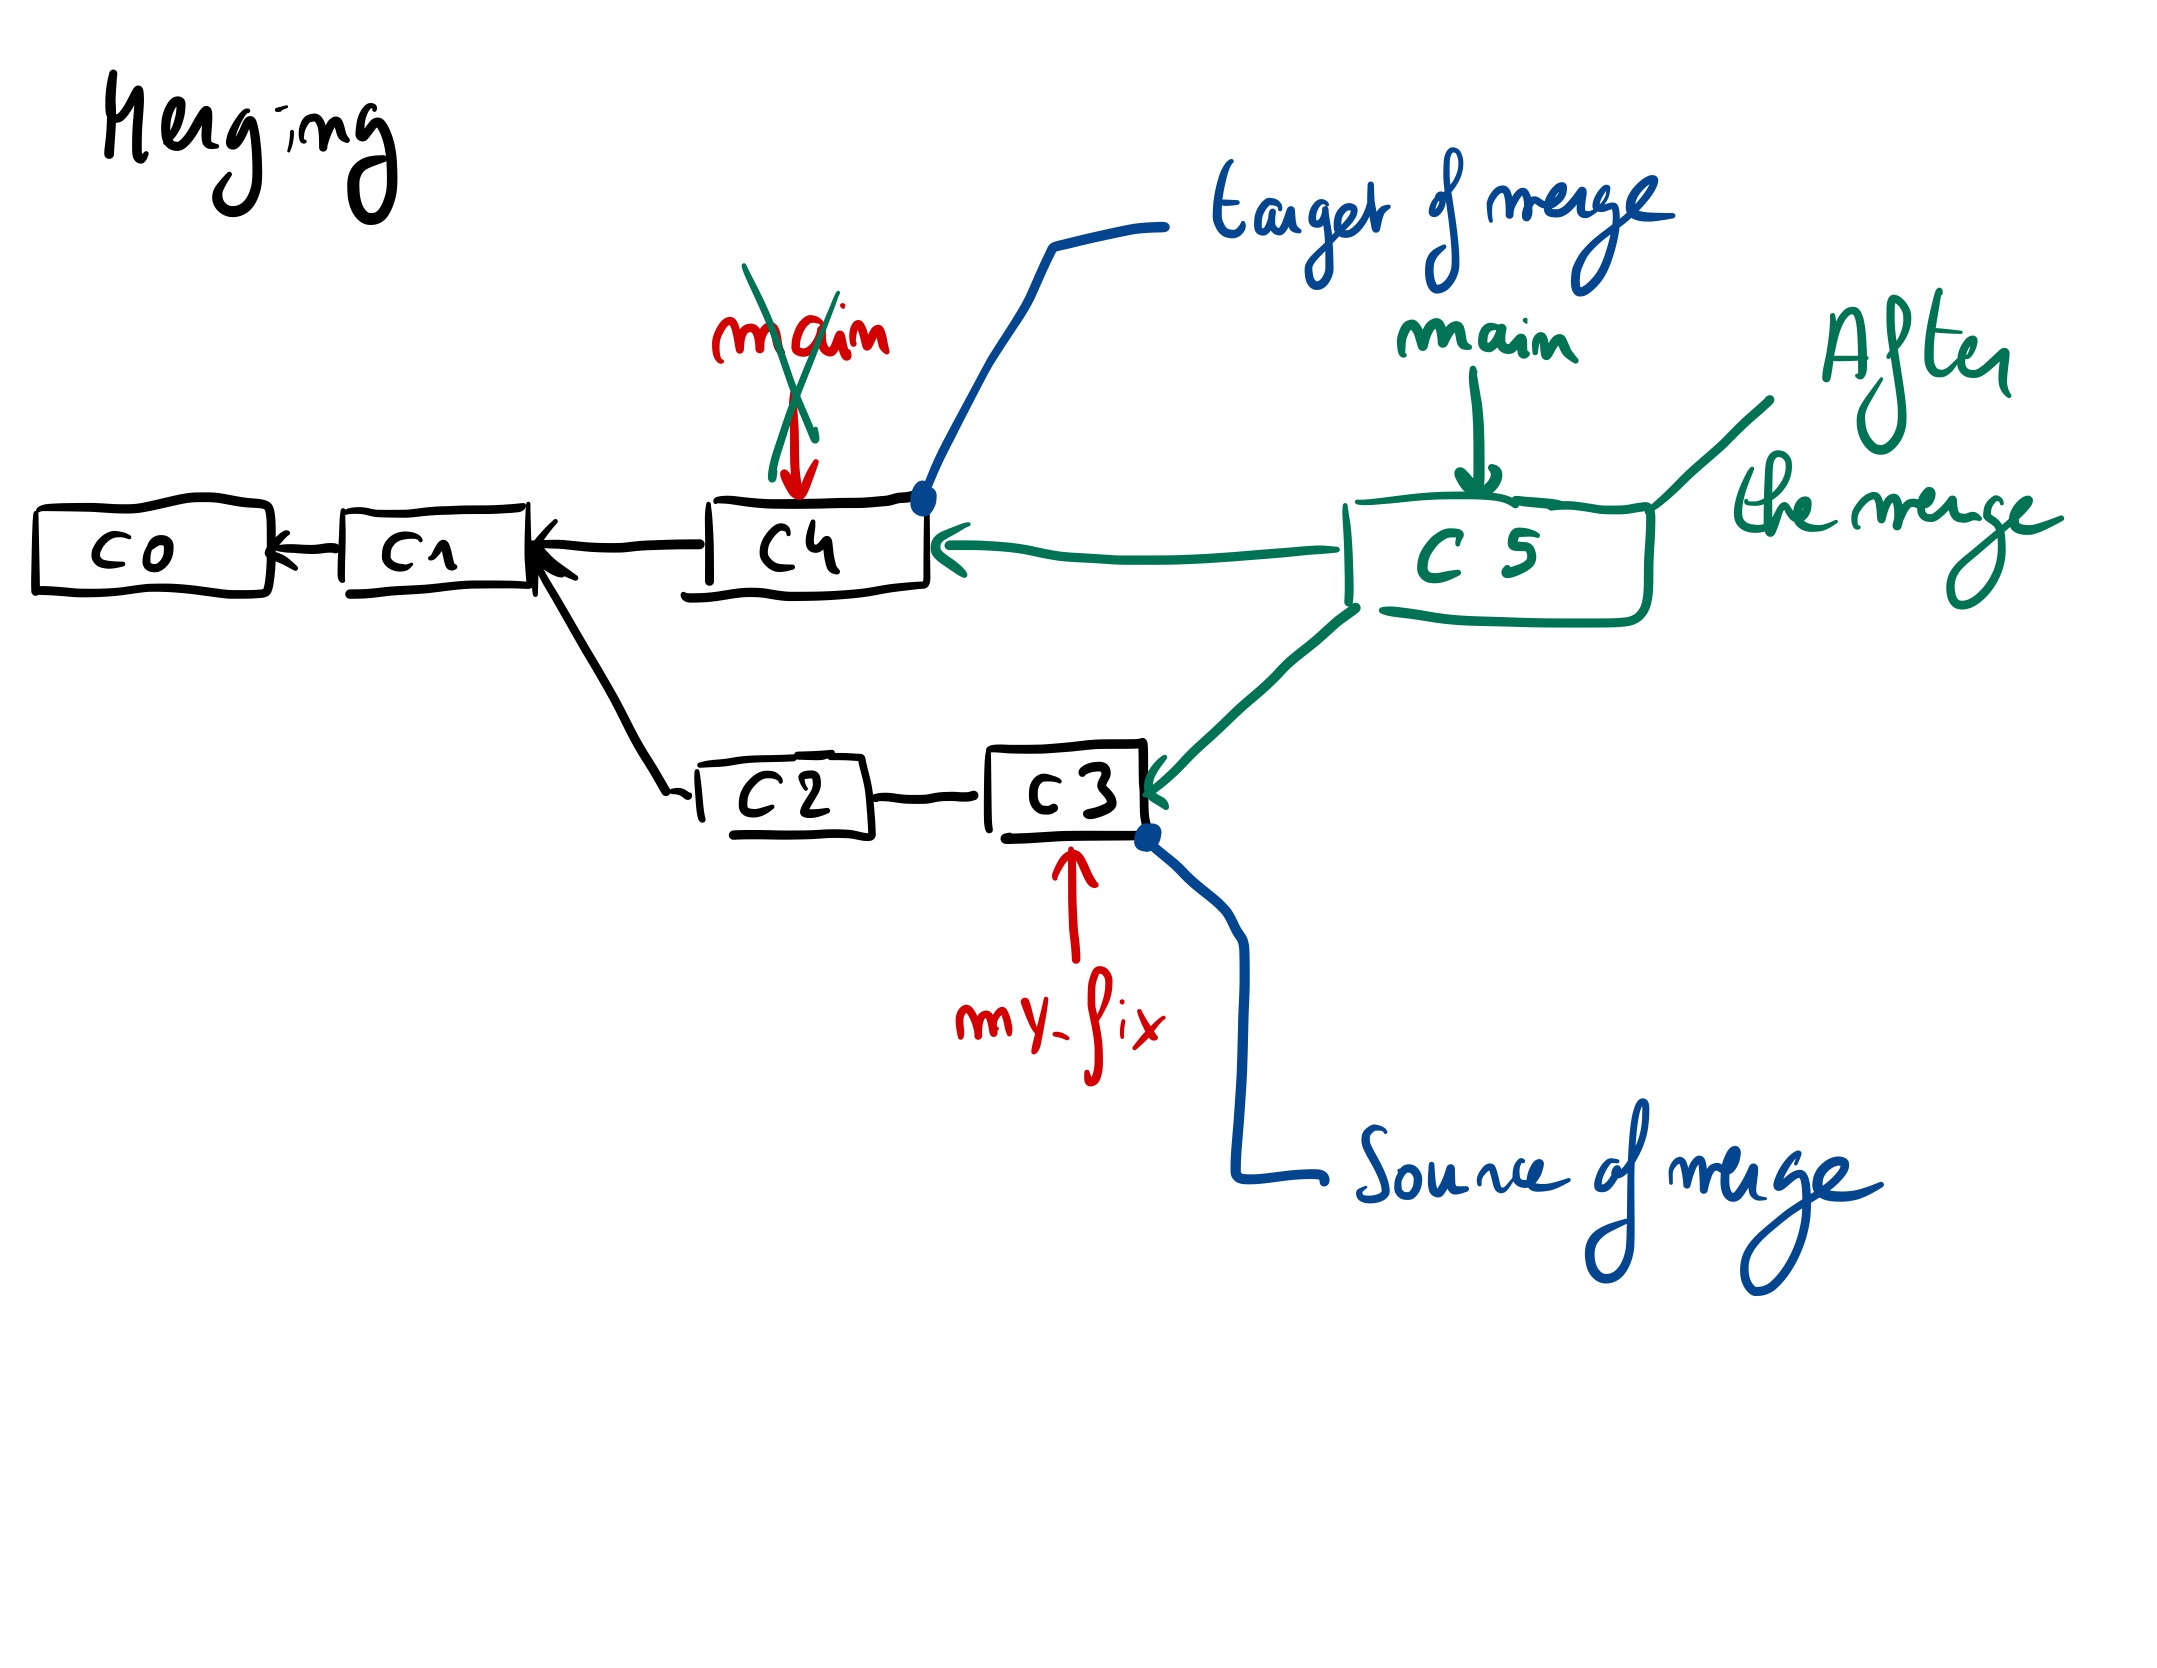 Merging
target of merge
main
main
After
the merge
C0
C1
C4
C5
C2
C3
my_fix
Source of merge